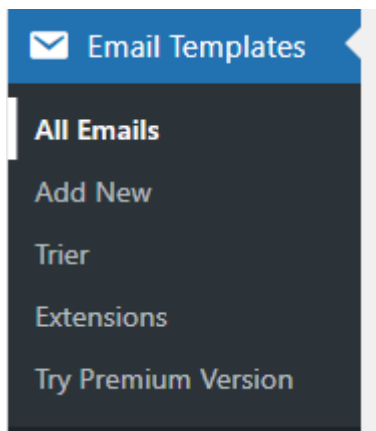 Email Templates
All Emails
Add New
Trier
Extensions
Try Premium Version